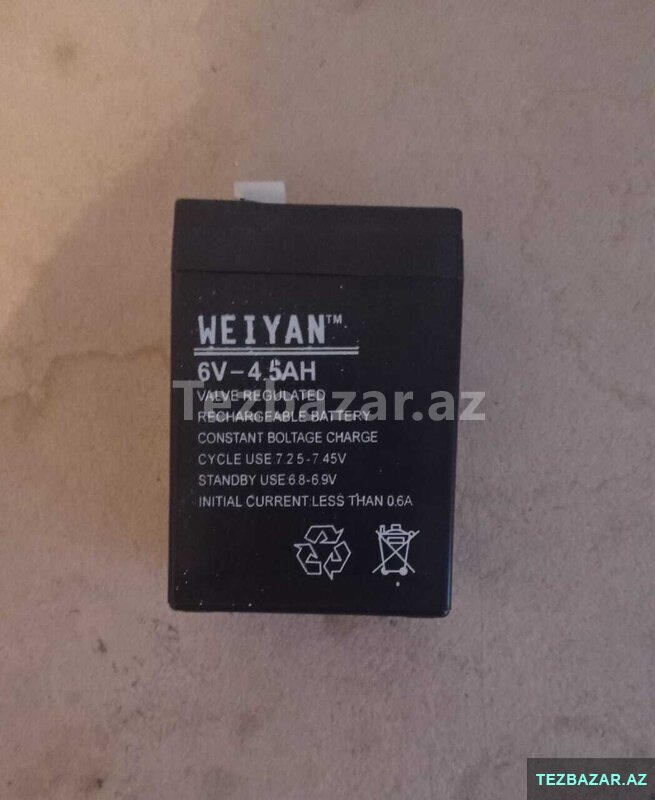 WEIYAN™
6V-4.5AH
VALVE REGULATED
Tezbazar.az
RECHARGEABLE BATTERY
CONSTANT BOLTAGE CHARGE
CYCLE USE 7.25-7.45V
STANDBY USE 6.8-6.9V
INITIAL CURRENT LESS THAN 0.6A
TEZBAZAR.AZ